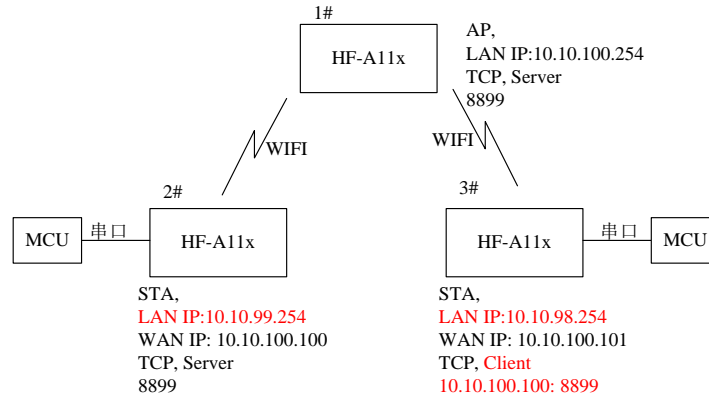 1#
HF-A11x
AP,
LAN IP:10.10.100.254
TCP, Server
8899
WIFI
WIFI
2#
3#
MCU
串口
HF-A11x
HF-A11x
串口
MCU
STA,
LAN IP:10.10.99.254
WAN IP: 10.10.100.100
TCP, Server
8899
STA,
LAN IP:10.10.98.254
WAN IP: 10.10.100.101
TCP, Client
10.10.100.100: 8899